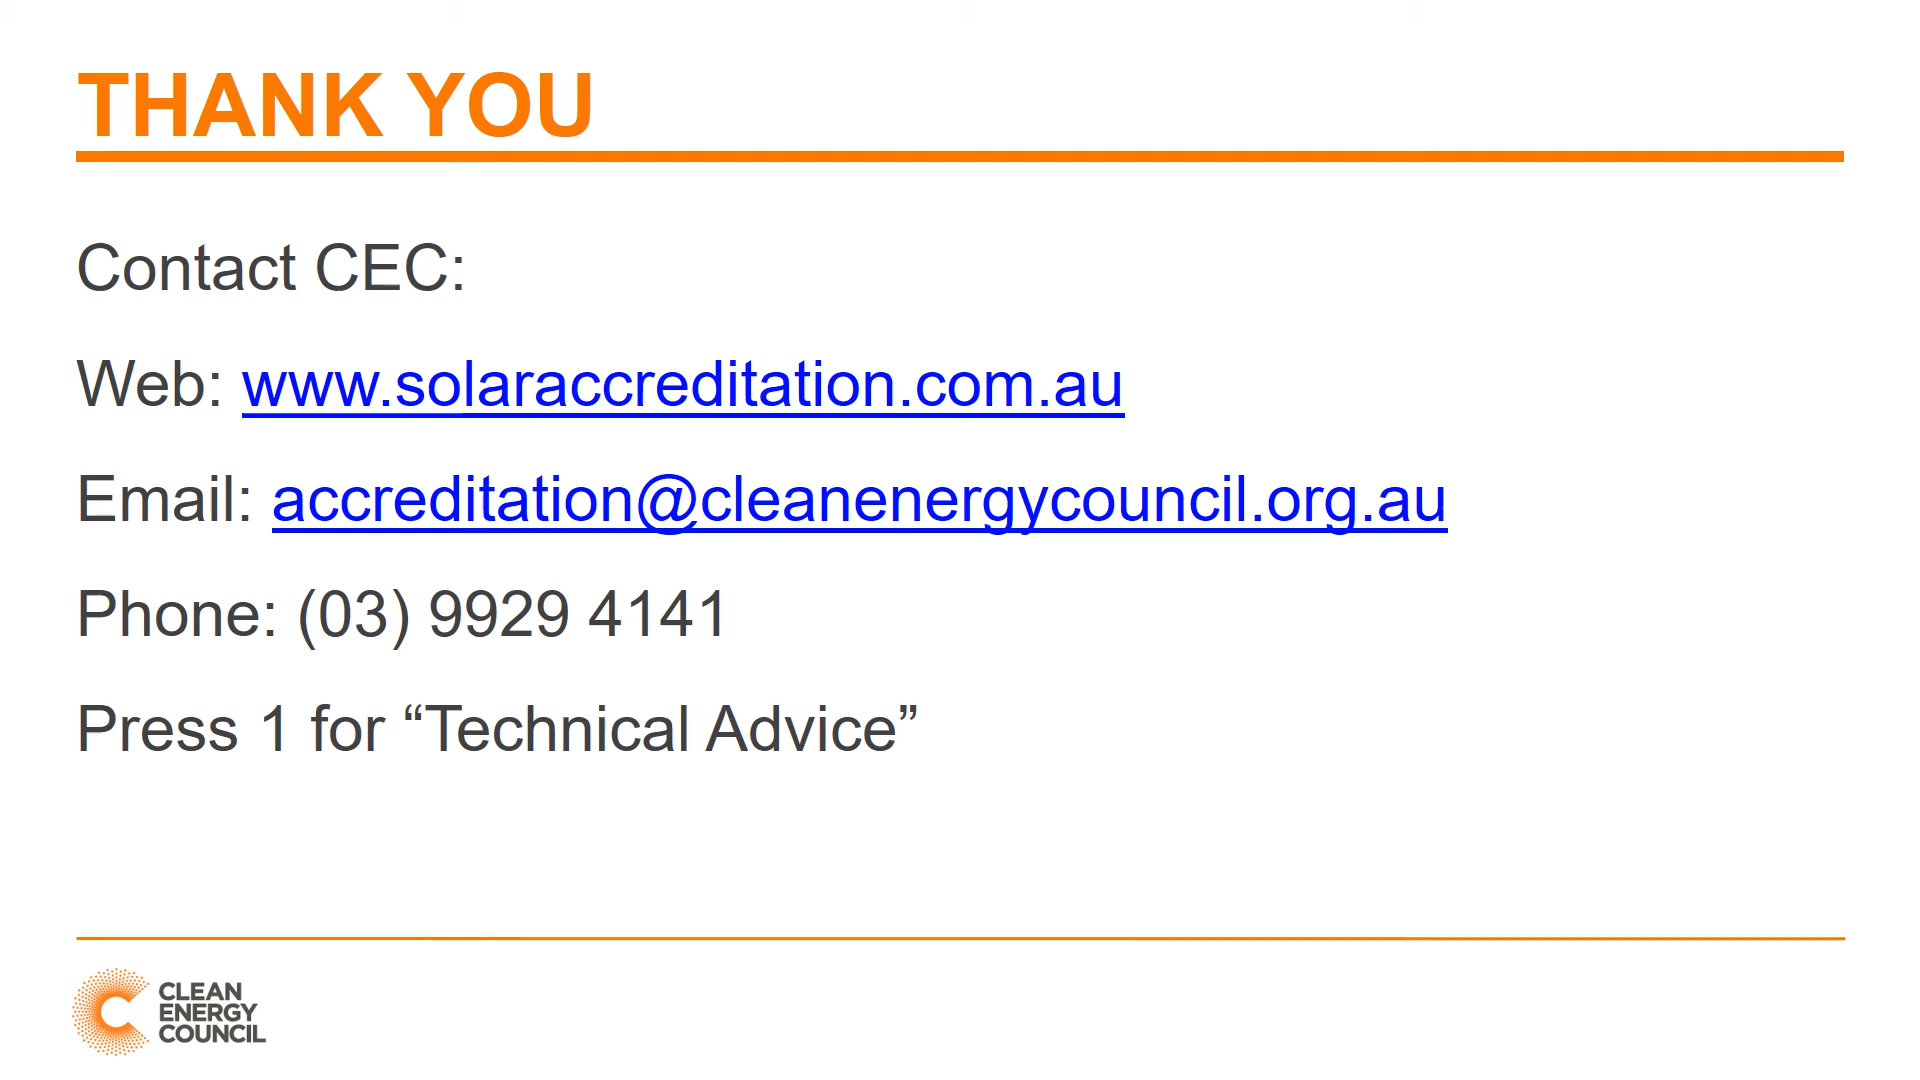 THANK YOU
Contact CEC:
Web: www.solaraccreditation.com.au
Email: accreditation@cleanenergycouncil.org.au
Phone: (03) 9929 4141
Press 1 for “Technical Advice”
CLEAN
ENERGY
COUNCIL